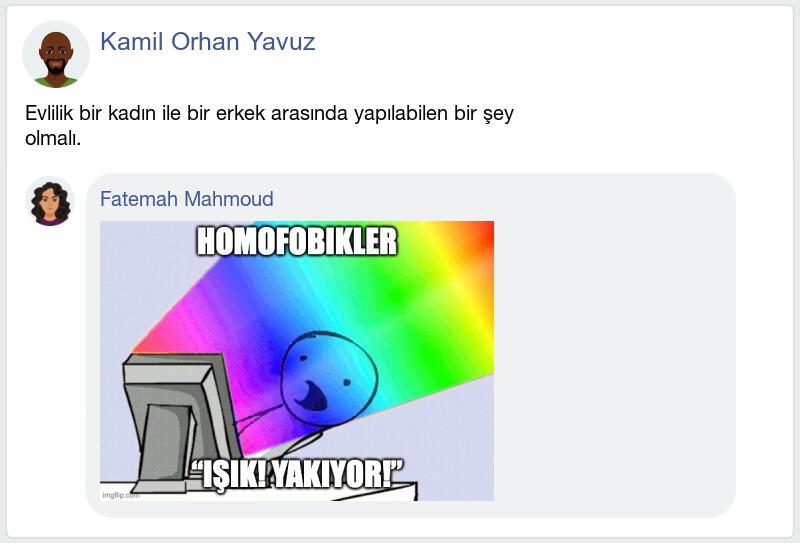 Kamil Orhan Yavuz
Evlilik bir kadın ile bir erkek arasında yapılabilen bir şey
olmalı.
Fatemah Mahmoud
HOMOFOBIKLER
“IŞIK! YAKIYOR!”
imgflip.com